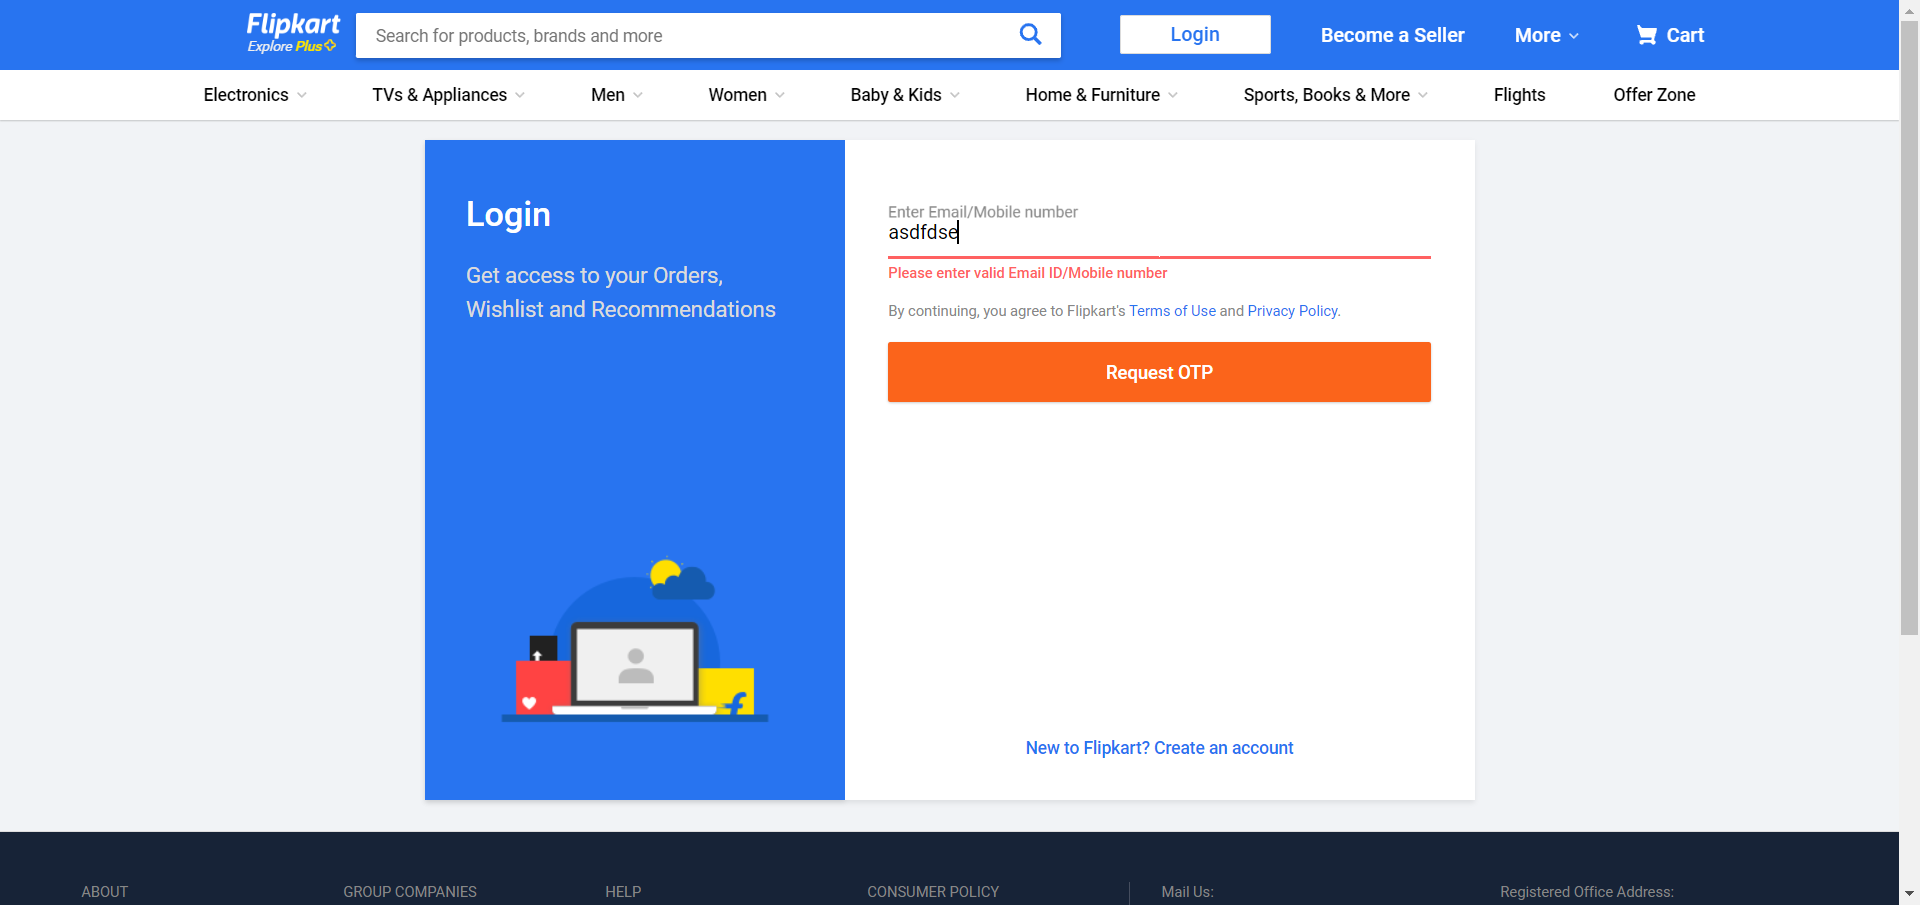 Flipkart
Explore Plus
Search for products, brands and more
Login
Become a Seller
More
Cart
Electronics
TVs & Appliances
Men
Women
Baby & Kids
Home & Furniture
Sports, Books & More
Flights
Offer Zone
Login
Get access to your Orders,
Wishlist and Recommendations
Enter Email/Mobile number
asdfdse
Please enter valid Email ID/Mobile number
By continuing, you agree to Flipkart's Terms of Use and Privacy Policy.
Request OTP
New to Flipkart? Create an account
ABOUT
GROUP COMPANIES
HELP
CONSUMER POLICY
Mail Us:
Registered Office Address: